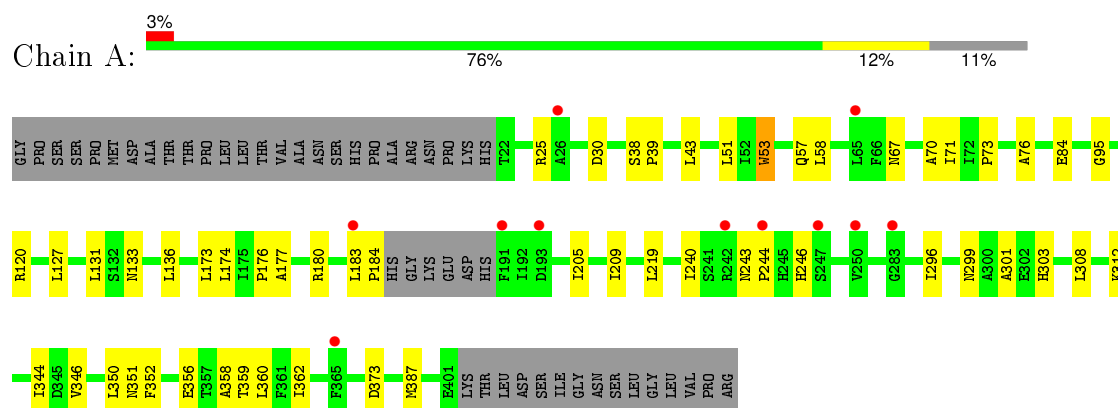 3%
Chain A:
76% 12% 11%
GLY PRO SER SER PRO MET ASP ALA THR THR PRO LEU LEU THR VAL ALA ASN SER HIS PRO ALA ARG ASN PRO LYS HIS T22 R25 A26 D30 S38 P39 L43 L51 I52 W53 Q57 L58 L65 F66 N67 A70 I71 I72 P73 A76 E84 G95
R120 L127 L131 S132 N133 L136 L173 L174 I175 P176 A177 R180 L183 P184 HIS GLY LYS GLU ASP HIS F191 I192 D193 I205 I209 L219 I240 S241 R242 N243 P244 H245 H246 S247 V250 G283 I296 N299 A300 A301 E302 H303 L308 K312
I344 D345 V346 L350 N351 F352 E356 T357 A358 T359 L360 F361 I362 F365 D373 M387 E401 LYS THR LEU ASP SER ILE GLY ASN SER LEU GLY LEU VAL PRO ARG